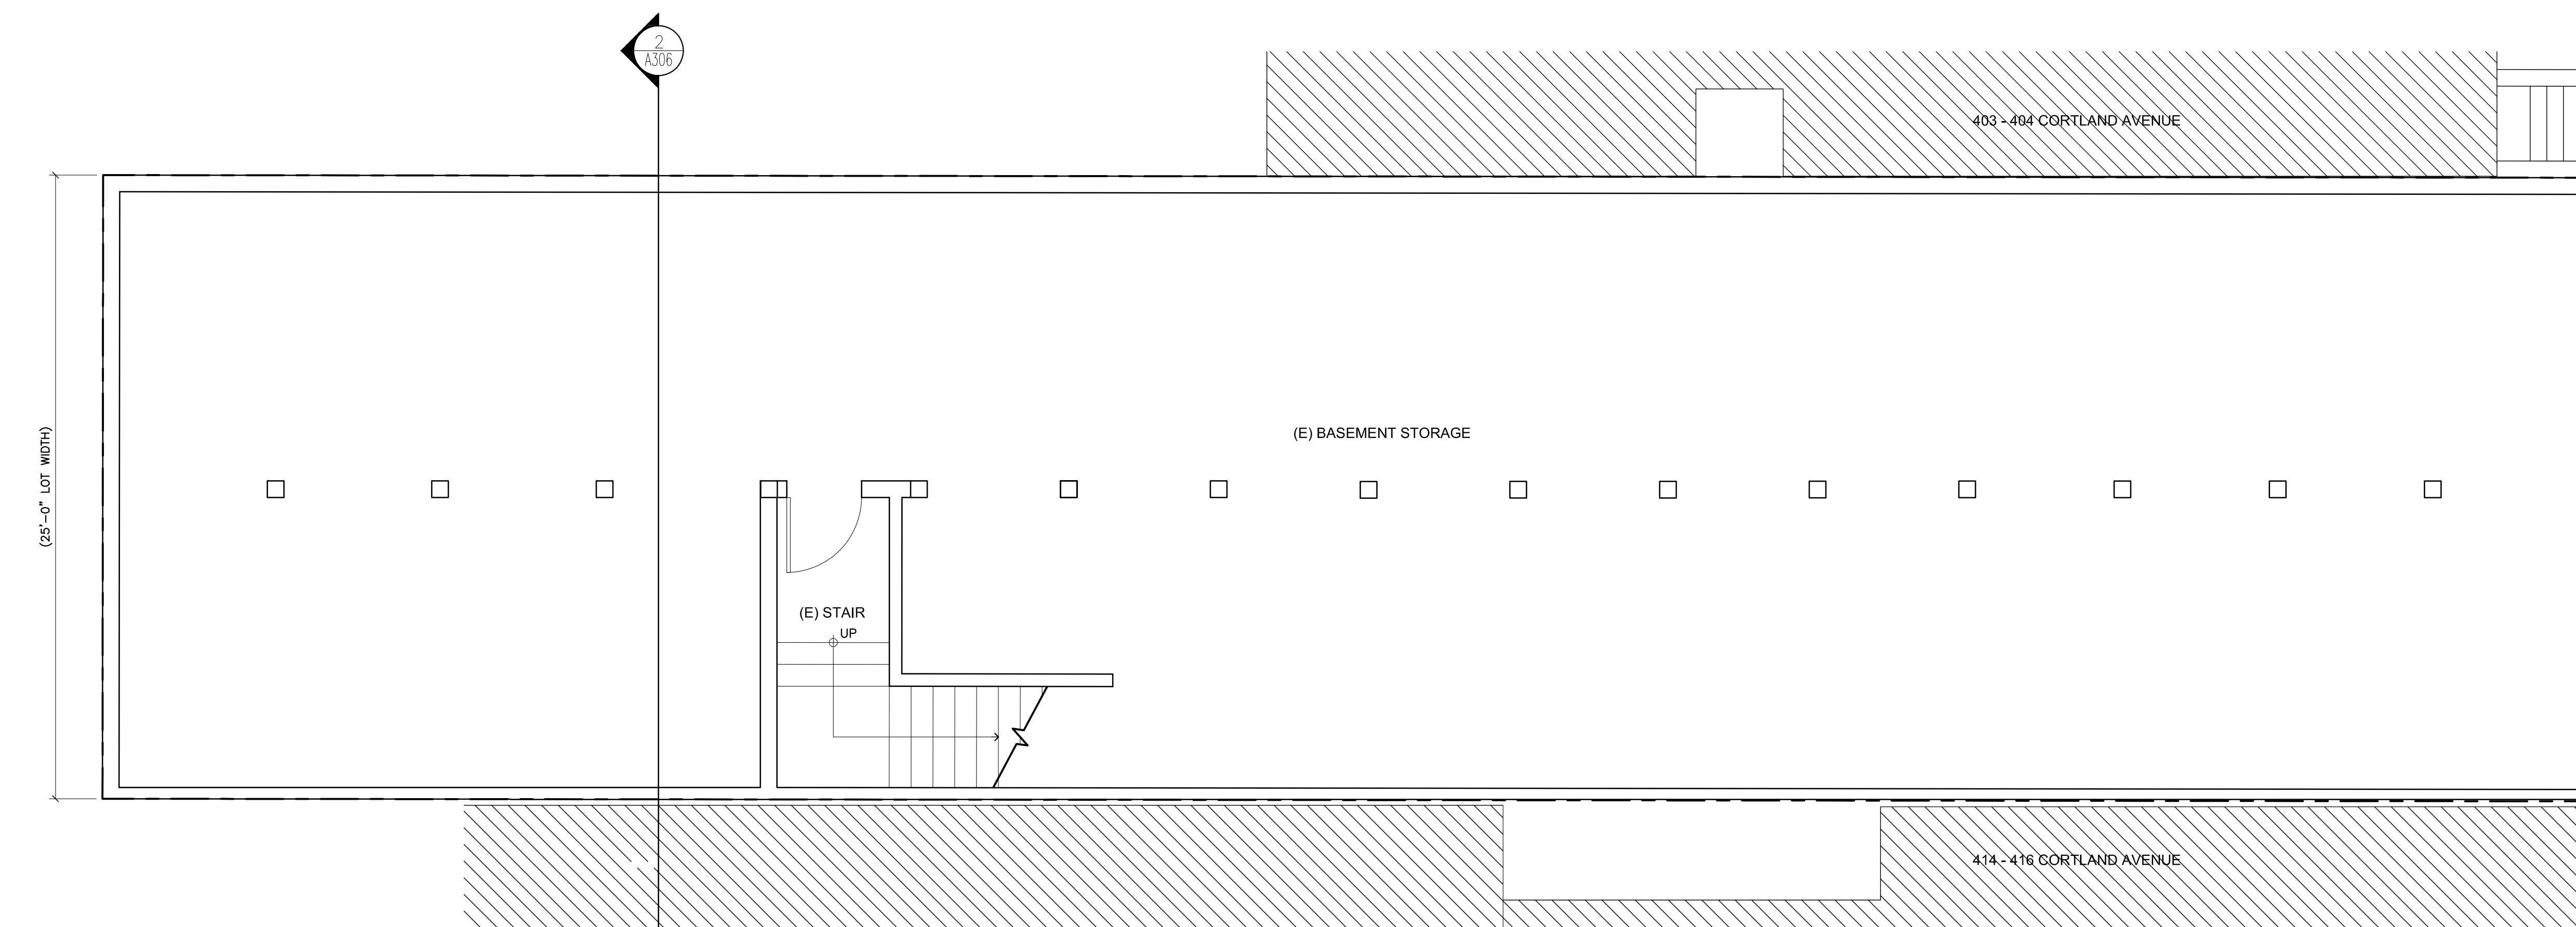 2
A306
403 - 404 CORTLAND AVENUE
(E) BASEMENT STORAGE
(25'-0" LOT WIDTH)
(E) STAIR
UP
414 - 416 CORTLAND AVENUE